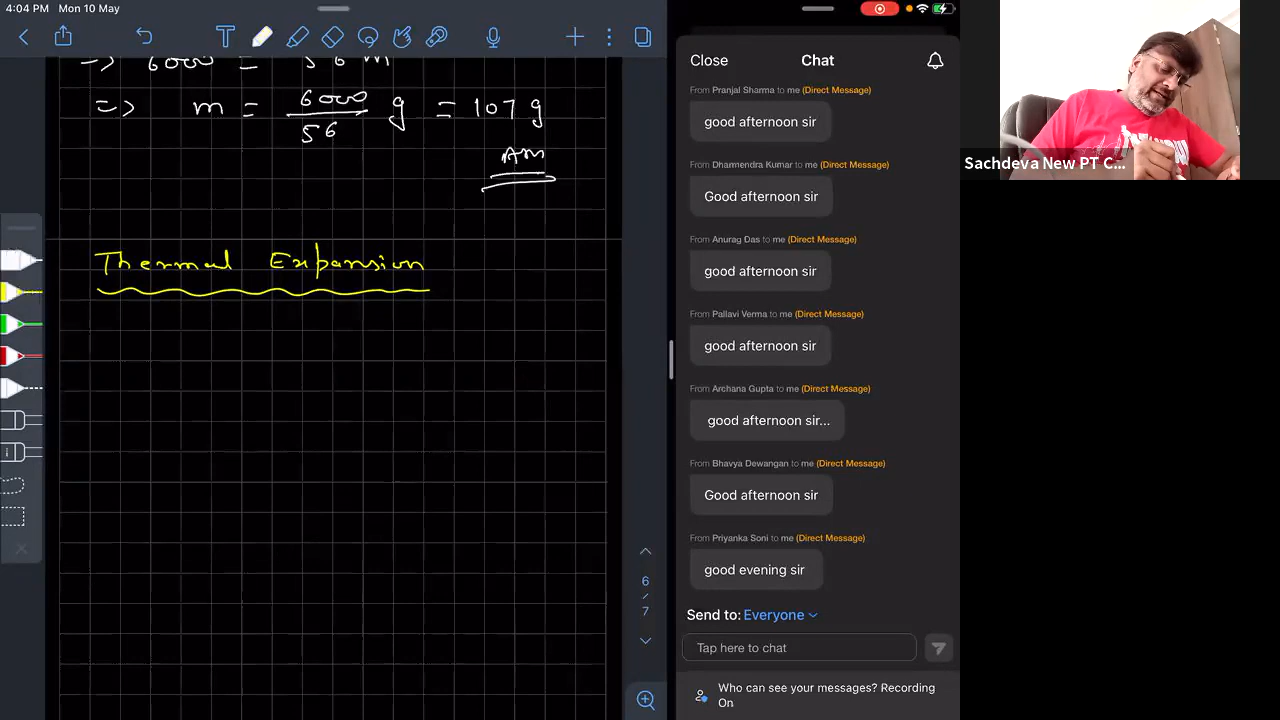 4:04 PM Mon 10 May
=> 6000 = 56 m
=> m = 6000/56 g = 107 g
Ans
Thermal Expansion
6
/
7
Close Chat
From Pranjal Sharma to me (Direct Message)
good afternoon sir
From Dharmendra Kumar to me (Direct Message)
Good afternoon sir
From Anurag Das to me (Direct Message)
good afternoon sir
From Pallavi Verma to me (Direct Message)
good afternoon sir
From Archana Gupta to me (Direct Message)
good afternoon sir...
From Bhavya Dewangan to me (Direct Message)
Good afternoon sir
From Priyanka Soni to me (Direct Message)
good evening sir
Send to: Everyone
Tap here to chat
Who can see your messages? Recording
On
Sachdeva New PT C...